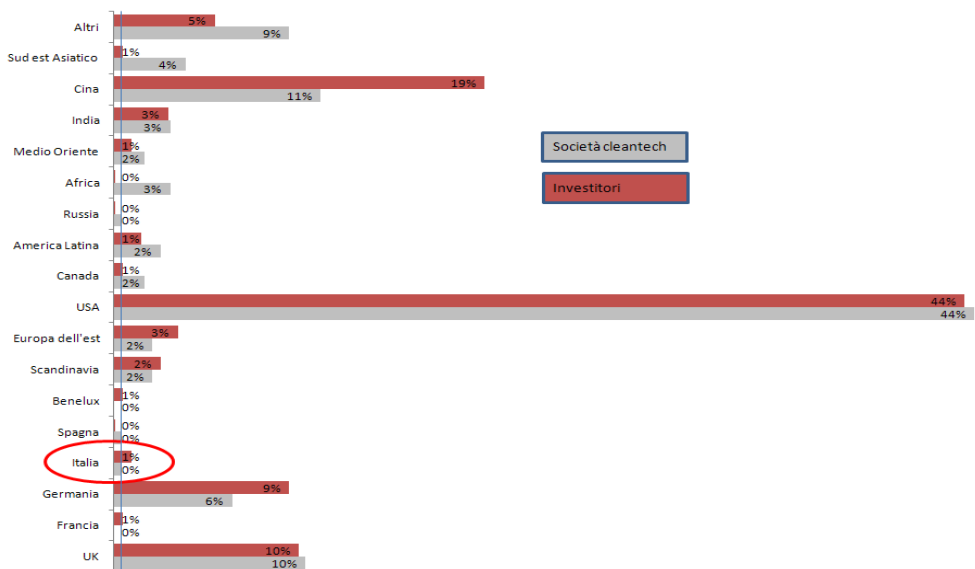 Altri 5%
9%
Sud est Asiatico 1%
4%
Cina 19%
11%
India 3%
3%
Società cleantech
Medio Oriente 1%
2%
Africa 0%
3%
Investitori
Russia 0%
0%
America Latina 1%
2%
Canada 1%
2%
USA 44%
44%
Europa dell'est 3%
2%
Scandinavia 2%
2%
Benelux 1%
0%
Spagna 0%
0%
Italia 1%
0%
Germania 9%
6%
Francia 1%
0%
UK 10%
10%